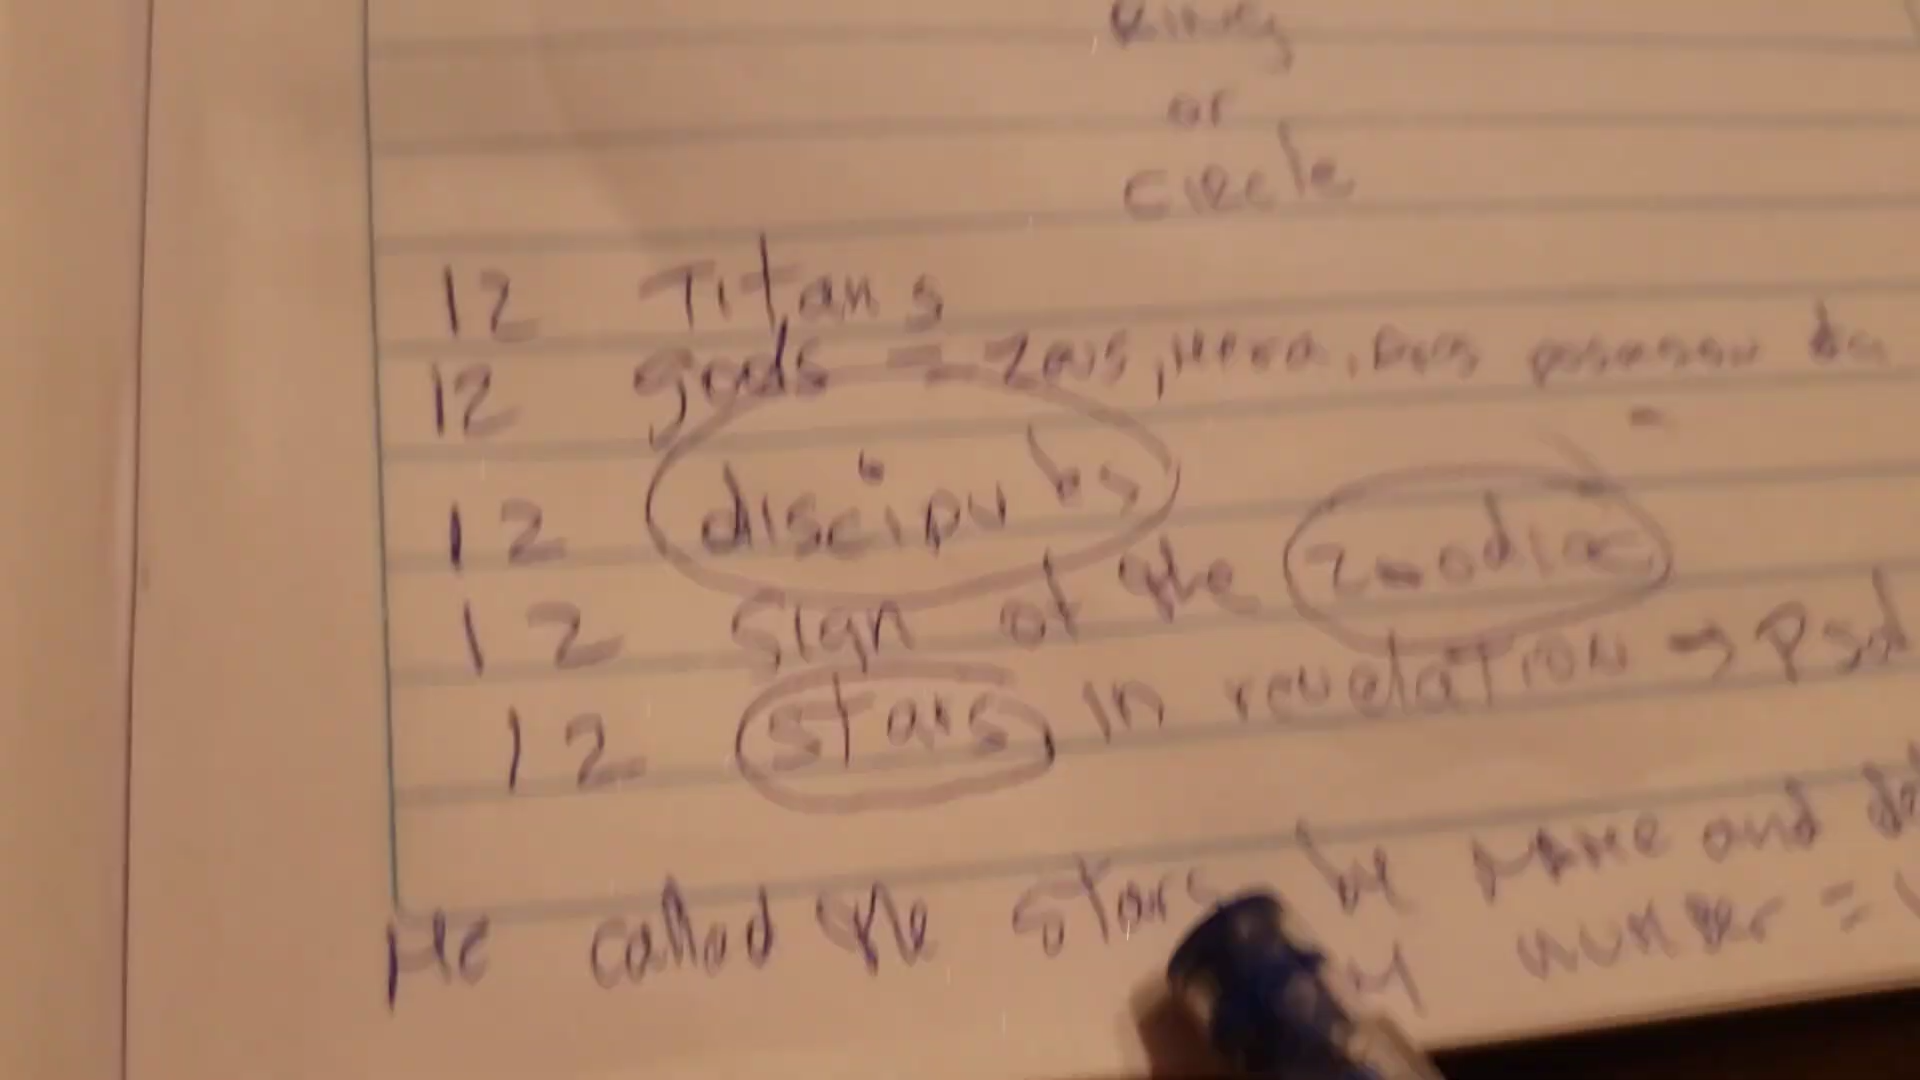 or
CIRcle
12 Titans
12 gods = Zeus, Hera,
12 disciples
12 Sign of the zoodiac
12 stars in revelation →
He called the stars by name and
number =